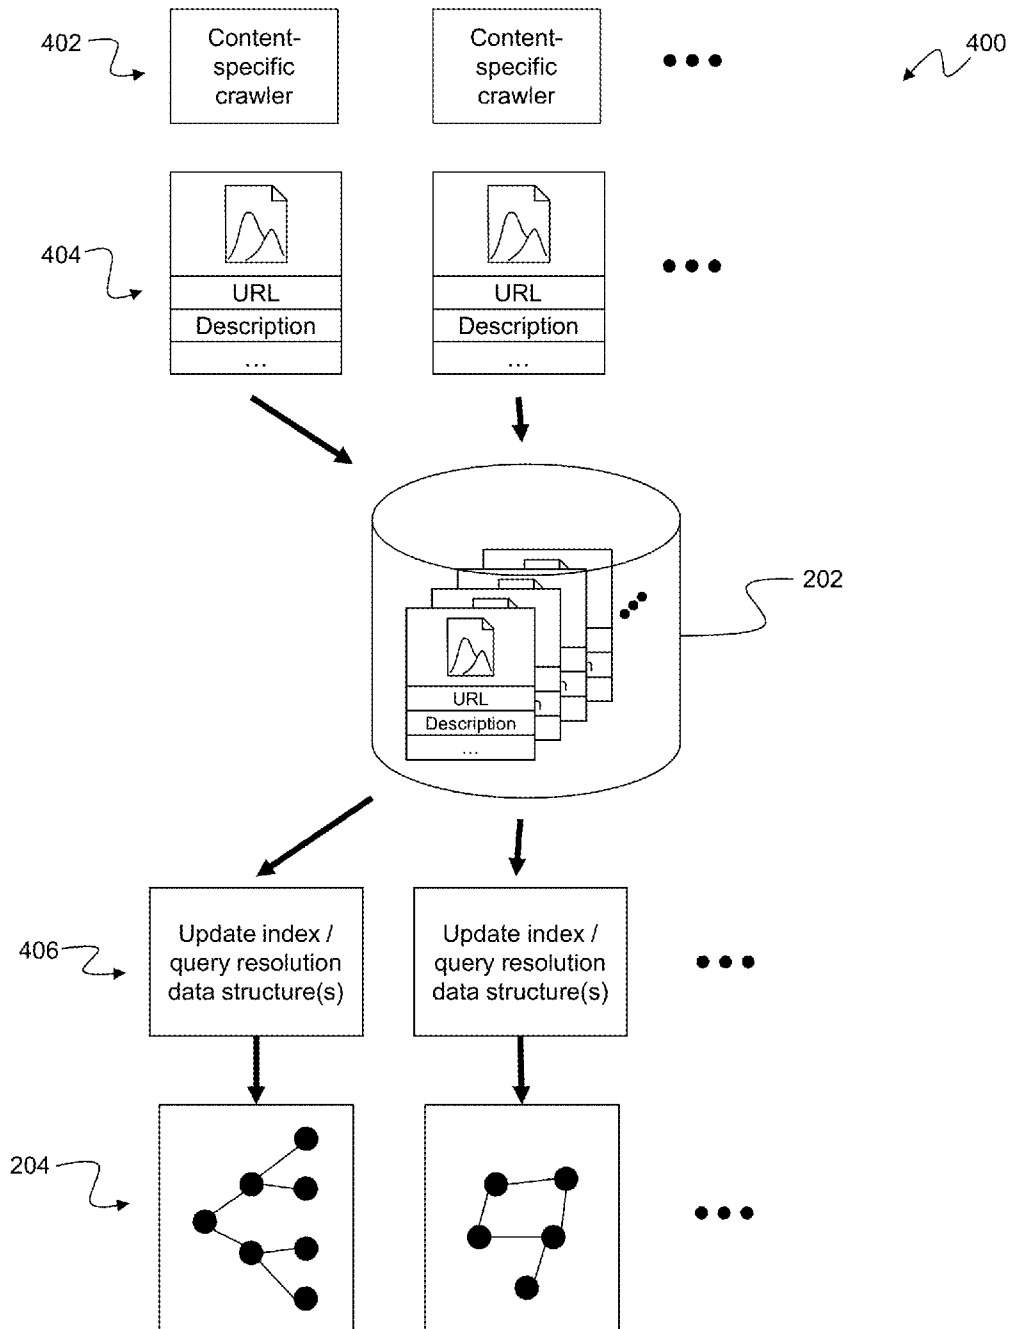 402
Content-
specific
crawler
Content-
specific
crawler
400
404
URL
Description
...
URL
Description
...
202
URL
Description
...
406
Update index /
query resolution
data structure(s)
Update index /
query resolution
data structure(s)
204